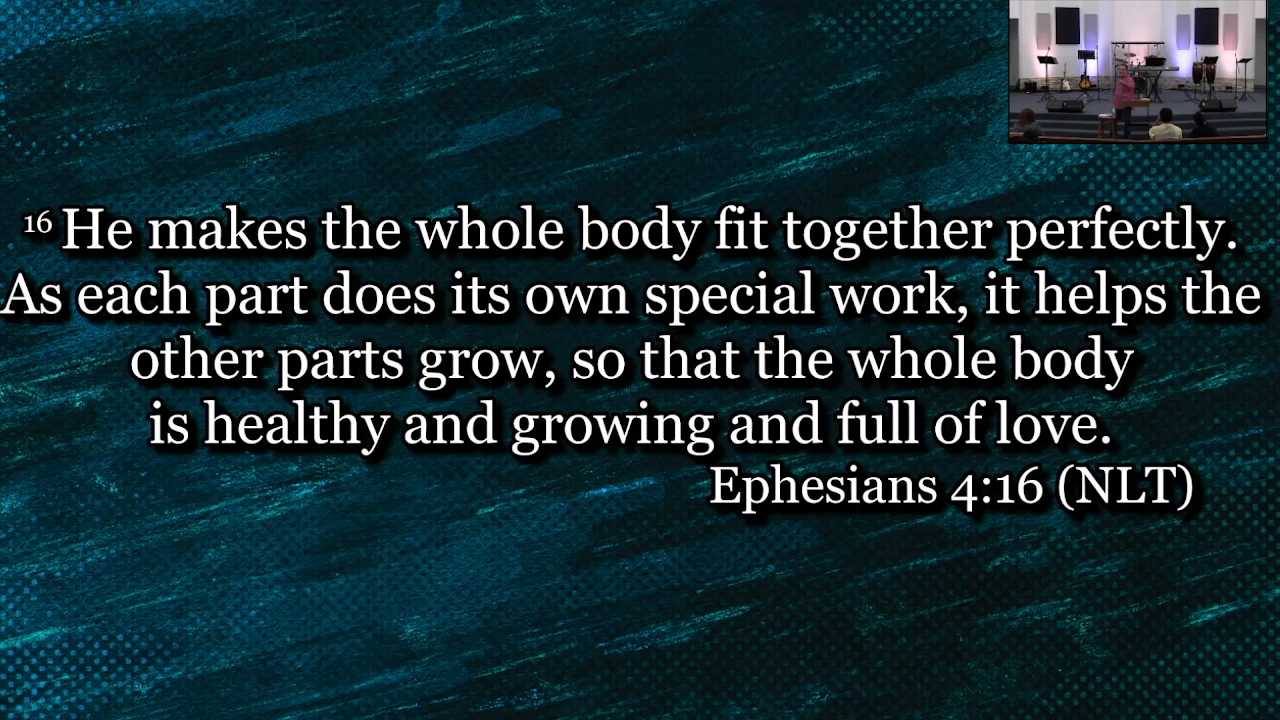 16 He makes the whole body fit together perfectly.
As each part does its own special work, it helps the
other parts grow, so that the whole body
is healthy and growing and full of love.
Ephesians 4:16 (NLT)